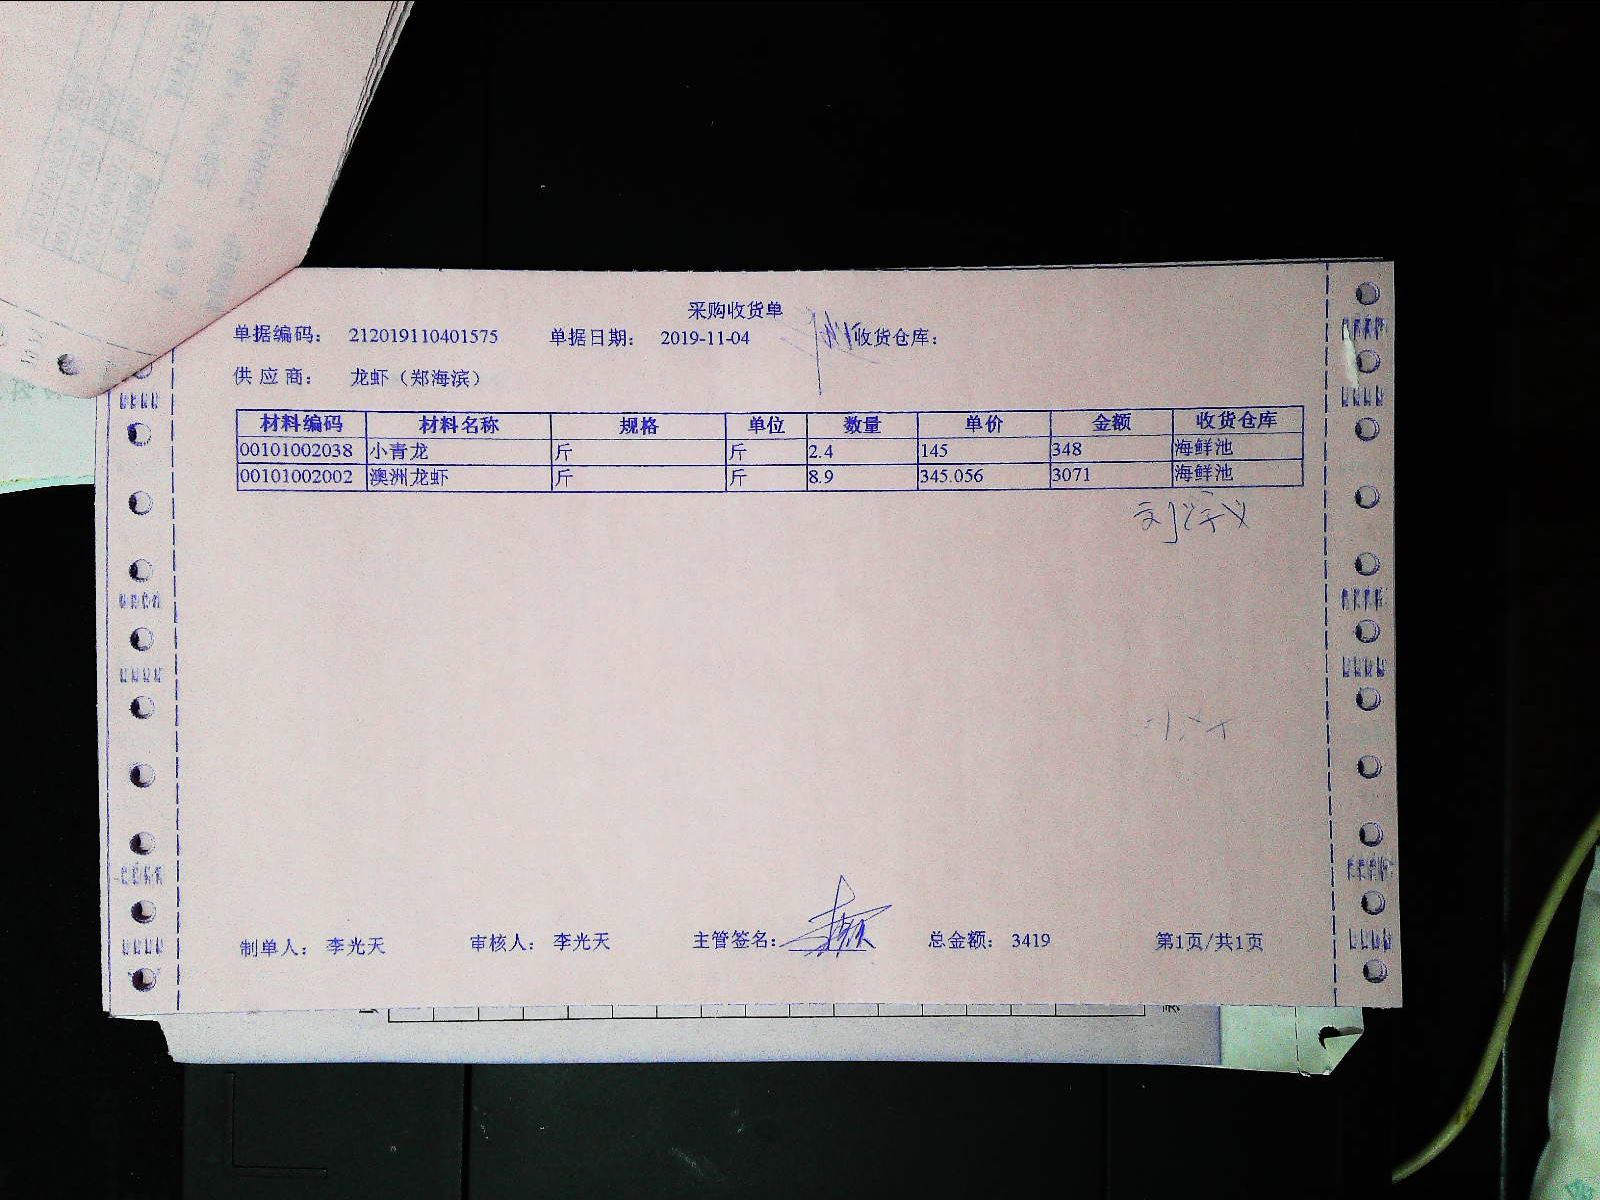 采购收货单
单据编码： 212019110401575 单据日期： 2019-11-04 收货仓库：
供 应 商： 龙虾（郑海滨）
材料编码 材料名称 规格 单位 数量 单价 金额 收货仓库
00101002038 小青龙 斤 斤 2.4 145 348 海鲜池
00101002002 澳洲龙虾 斤 斤 8.9 345.056 3071 海鲜池
制单人： 李光天 审核人： 李光天 主管签名： 总金额： 3419 第1页/共1页